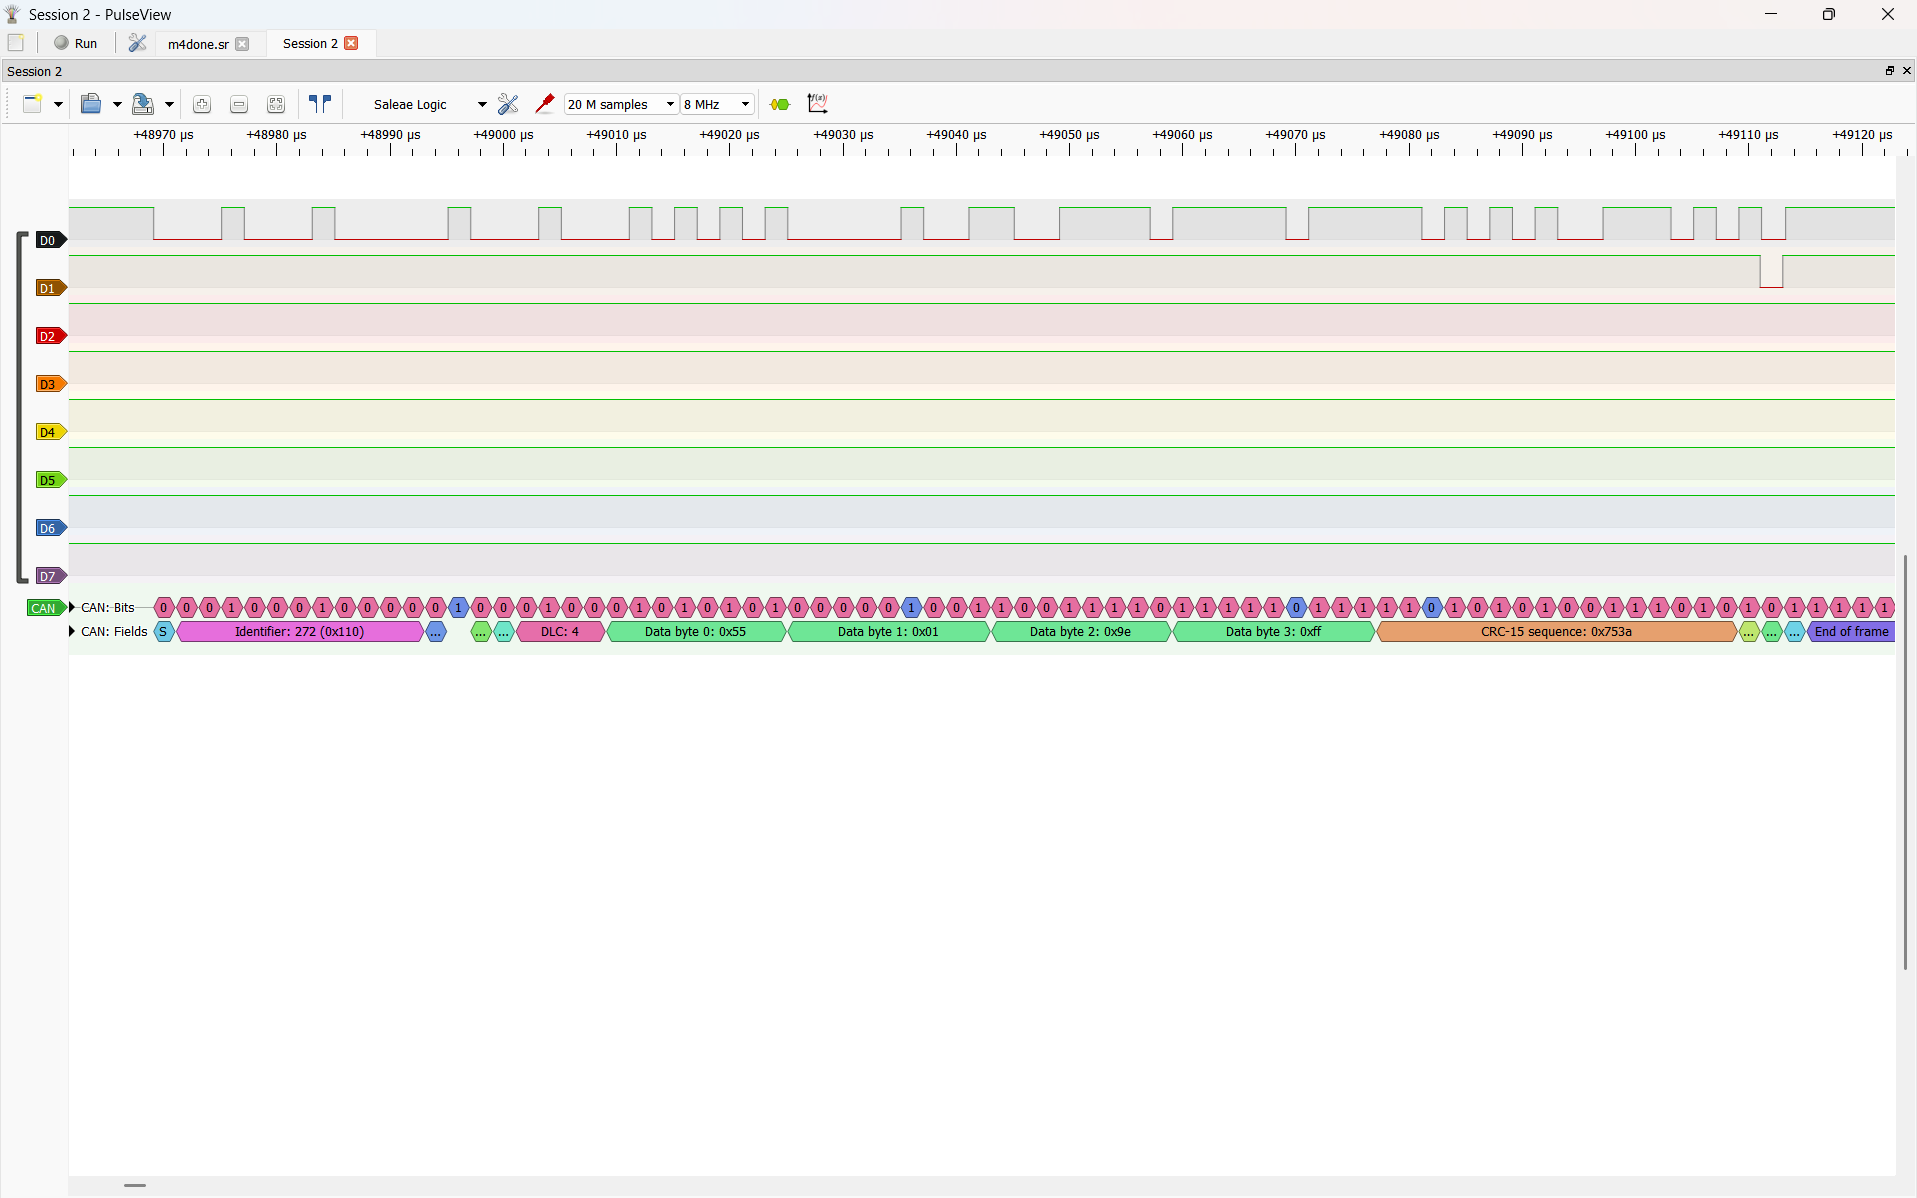 Session 2 - PulseView
Run
m4done.sr
Session 2
Session 2
Saleae Logic
20 M samples
8 MHz
f(x)
+48970 µs +48980 µs +48990 µs +49000 µs +49010 µs +49020 µs +49030 µs +49040 µs +49050 µs +49060 µs +49070 µs +49080 µs +49090 µs +49100 µs +49110 µs +49120 µs
D0
D1
D2
D3
D4
D5
D6
D7
CAN CAN: Bits 0 0 0 1 0 0 0 1 0 0 0 0 0 1 0 0 0 1 0 0 0 1 0 1 0 1 0 1 0 0 0 0 0 1 0 0 1 1 0 0 1 1 1 1 0 1 1 1 1 1 0 1 1 1 1 1 0 1 0 1 0 1 0 0 1 1 1 0 1 0 1 0 1 1 1 1 1
CAN: Fields S Identifier: 272 (0x110) ... ... ... DLC: 4 Data byte 0: 0x55 Data byte 1: 0x01 Data byte 2: 0x9e Data byte 3: 0xff CRC-15 sequence: 0x753a ... ... ... End of frame